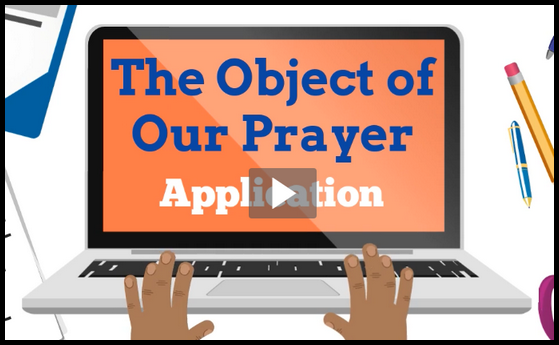 The Object of
Our Prayer
Application